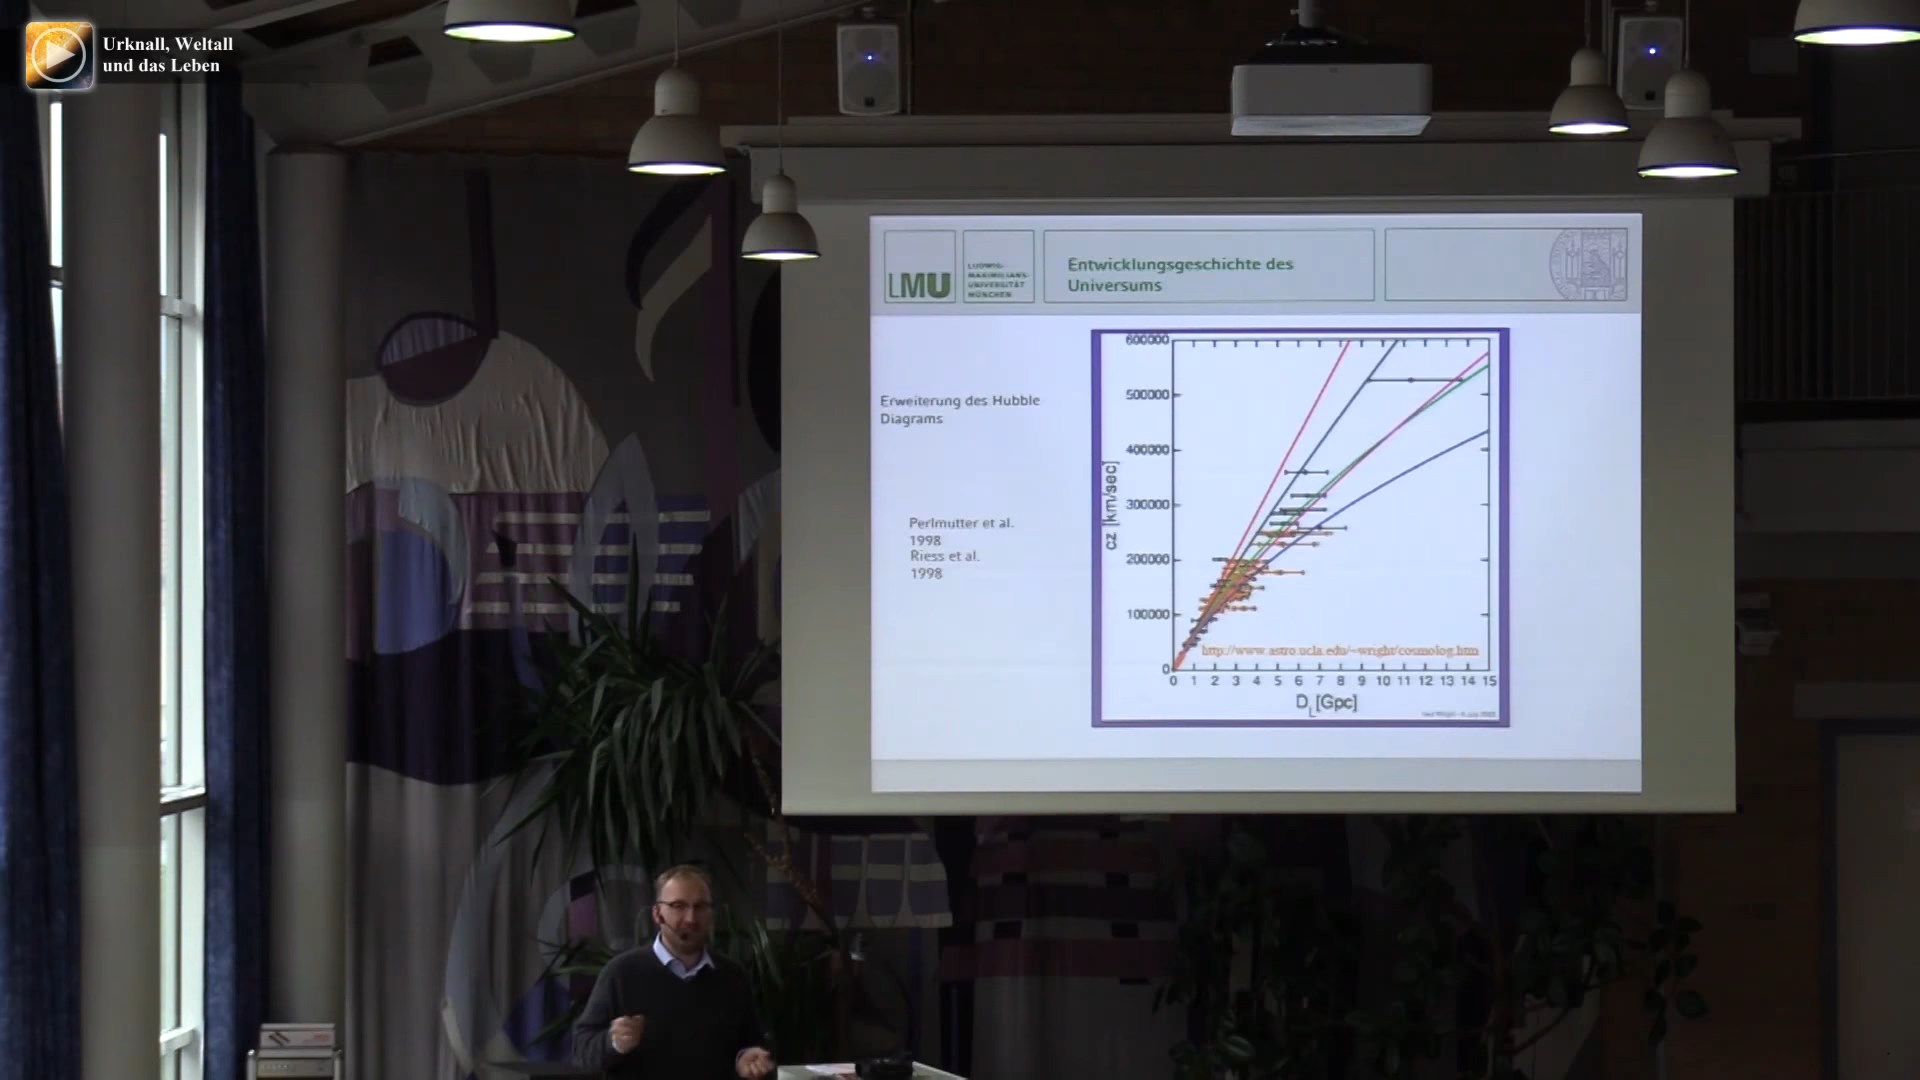 Urknall, Weltall
und das Leben
LMU
LUDWIG-
MAXIMILIANS-
UNIVERSITÄT
MÜNCHEN
Entwicklungsgeschichte des
Universums
Erweiterung des Hubble
Diagrams
Perlmutter et al.
1998
Riess et al.
1998
600000
500000
400000
300000
200000
100000
0
cz [km/sec]
http://www.astro.ucla.edu/~wright/cosmolog.htm
0 1 2 3 4 5 6 7 8 9 10 11 12 13 14 15
D_L [Gpc]